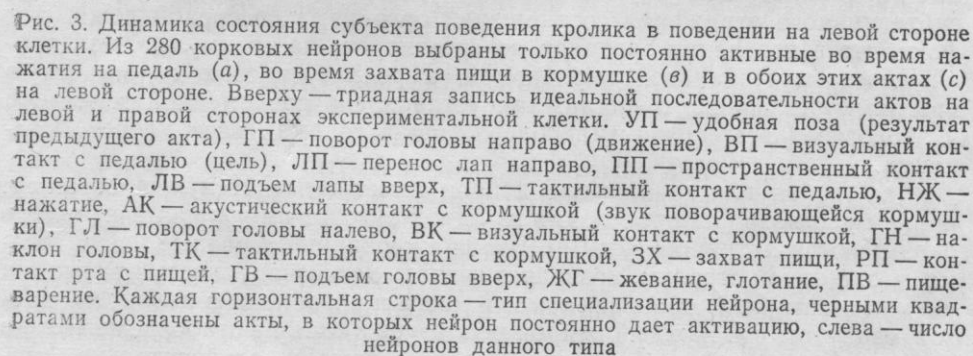 Рис. 3. Динамика состояния субъекта поведения кролика в поведении на левой стороне
клетки. Из 280 корковых нейронов выбраны только постоянно активные во время на-
жатия на педаль (а), во время захвата пищи в кормушке (в) и в обоих этих актах (с)
на левой стороне. Вверху — триадная запись идеальной последовательности актов на
левой и правой сторонах экспериментальной клетки. УП — удобная поза (результат
предыдущего акта), ГП — поворот головы направо (движение), ВП — визуальный кон-
такт с педалью (цель), ЛП — перенос лап направо, ПП — пространственный контакт
с педалью, ЛВ — подъем лапы вверх, ТП — тактильный контакт с педалью, НЖ —
нажатие, АК — акустический контакт с кормушкой (звук поворачивающейся кормуш-
ки), ГЛ — поворот головы налево, ВК — визуальный контакт с кормушкой, ГН — на-
клон головы, ТК — тактильный контакт с кормушкой, ЗХ — захват пищи, РП — кон-
такт рта с пищей, ГВ — подъем головы вверх, ЖГ — жевание, глотание, ПВ — пище-
варение. Каждая горизонтальная строка — тип специализации нейрона, черными квад-
ратами обозначены акты, в которых нейрон постоянно дает активацию, слева — число
нейронов данного типа